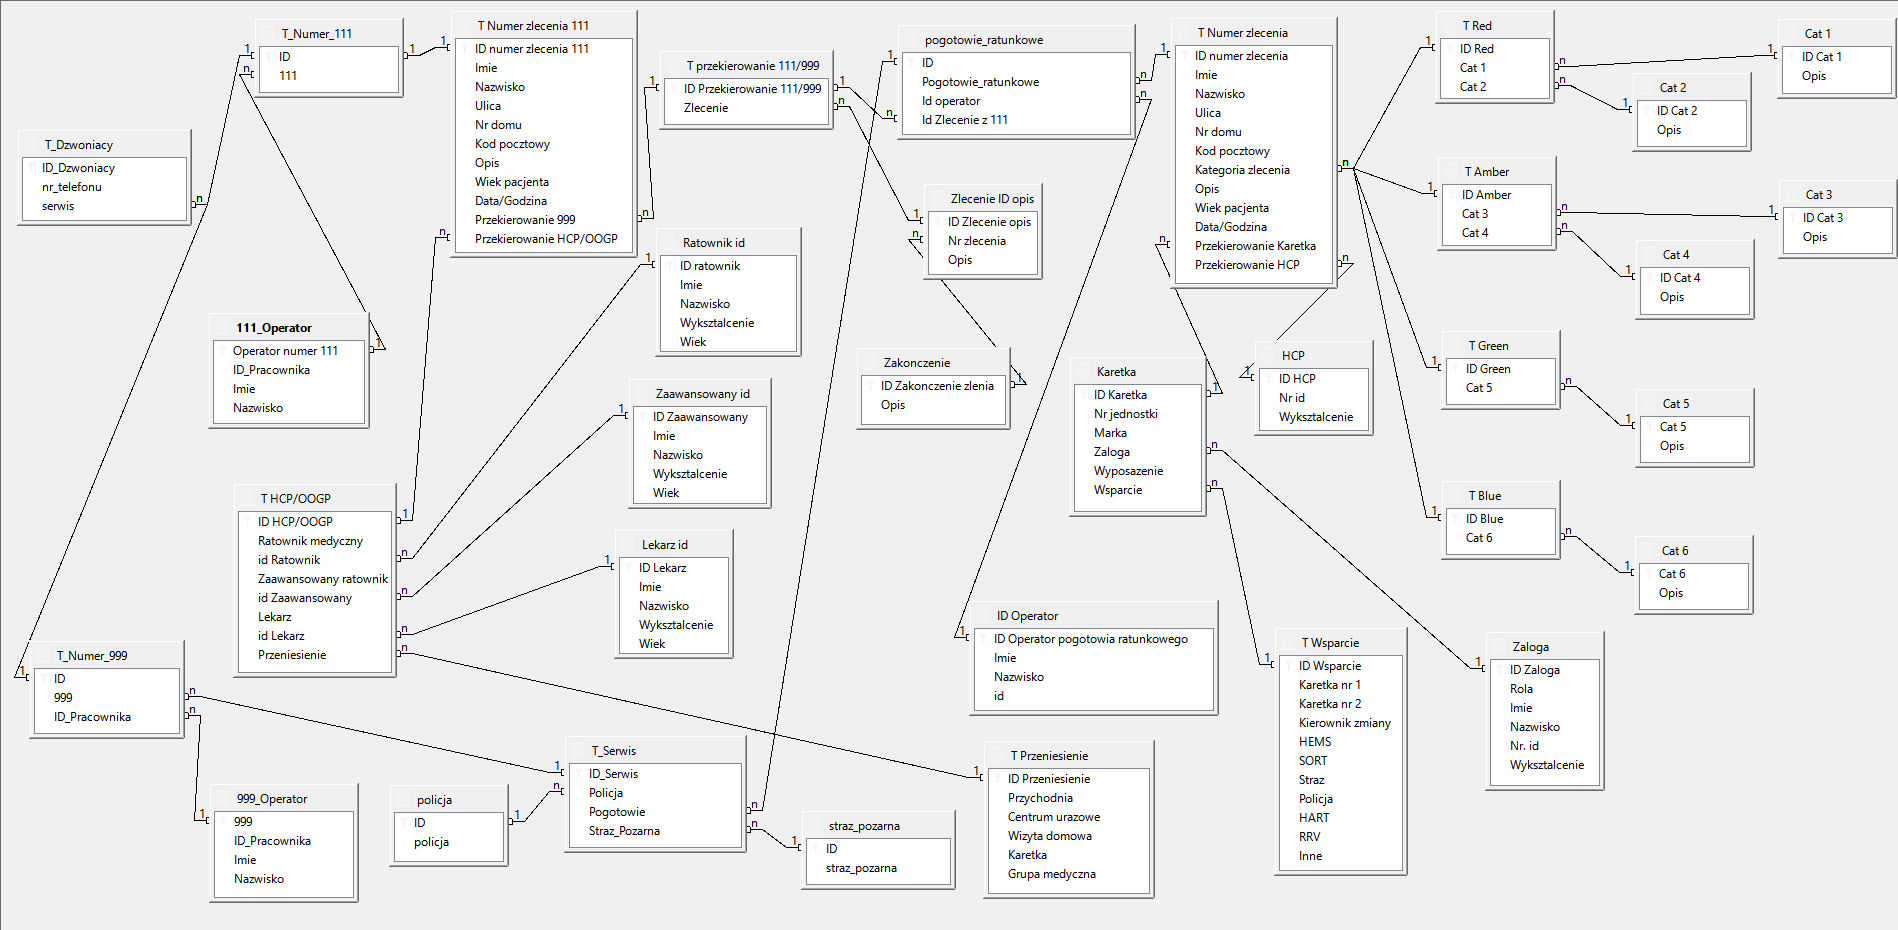 T_Numer_111
ID
111
T_Dzwoniacy
ID_Dzwoniacy
nr_telefonu
serwis
T Numer zlecenia 111
ID numer zlecenia 111
Imie
Nazwisko
Ulica
Nr domu
Kod pocztowy
Opis
Wiek pacjenta
Data/Godzina
Przekierowanie 999
Przekierowanie HCP/OOGP
T przekierowanie 111/999
ID Przekierowanie 111/999
Zlecenie
pogotowie_ratunkowe
ID
Pogotowie_ratunkowe
Id operator
Id Zlecenie z 111
T Numer zlecenia
ID numer zlecenia
Imie
Nazwisko
Ulica
Nr domu
Kod pocztowy
Kategoria zlecenia
Opis
Wiek pacjenta
Data/Godzina
Przekierowanie Karetka
Przekierowanie HCP
T Red
ID Red
Cat 1
Cat 2
Cat 1
ID Cat 1
Opis
Cat 2
ID Cat 2
Opis
T Amber
ID Amber
Cat 3
Cat 4
Cat 3
ID Cat 3
Opis
Cat 4
ID Cat 4
Opis
T Green
ID Green
Cat 5
Cat 5
Cat 5
Opis
T Blue
ID Blue
Cat 6
Cat 6
Cat 6
Opis
Zlecenie ID opis
ID Zlecenie opis
Nr zlecenia
Opis
Ratownik id
ID ratownik
Imie
Nazwisko
Wyksztalcenie
Wiek
111_Operator
Operator numer 111
ID_Pracownika
Imie
Nazwisko
Zakonczenie
ID Zakonczenie zlenia
Opis
Karetka
ID Karetka
Nr jednostki
Marka
Zaloga
Wyposazenie
Wsparcie
HCP
ID HCP
Nr id
Wyksztalcenie
Zaawansowany id
ID Zaawansowany
Imie
Nazwisko
Wyksztalcenie
Wiek
T HCP/OOGP
ID HCP/OOGP
Ratownik medyczny
id Ratownik
Zaawansowany ratownik
id Zaawansowany
Lekarz
id Lekarz
Przeniesienie
Lekarz id
ID Lekarz
Imie
Nazwisko
Wyksztalcenie
Wiek
ID Operator
ID Operator pogotowia ratunkowego
Imie
Nazwisko
id
T Wsparcie
ID Wsparcie
Karetka nr 1
Karetka nr 2
Kierownik zmiany
HEMS
SORT
Straz
Policja
HART
RRV
Inne
Zaloga
ID Zaloga
Rola
Imie
Nazwisko
Nr. id
Wyksztalcenie
T_Numer_999
ID
999
ID_Pracownika
T_Serwis
ID_Serwis
Policja
Pogotowie
Straz_Pozarna
T Przeniesienie
ID Przeniesienie
Przychodnia
Centrum urazowe
Wizyta domowa
Karetka
Grupa medyczna
999_Operator
999
ID_Pracownika
Imie
Nazwisko
policja
ID
policja
straz_pozarna
ID
straz_pozarna